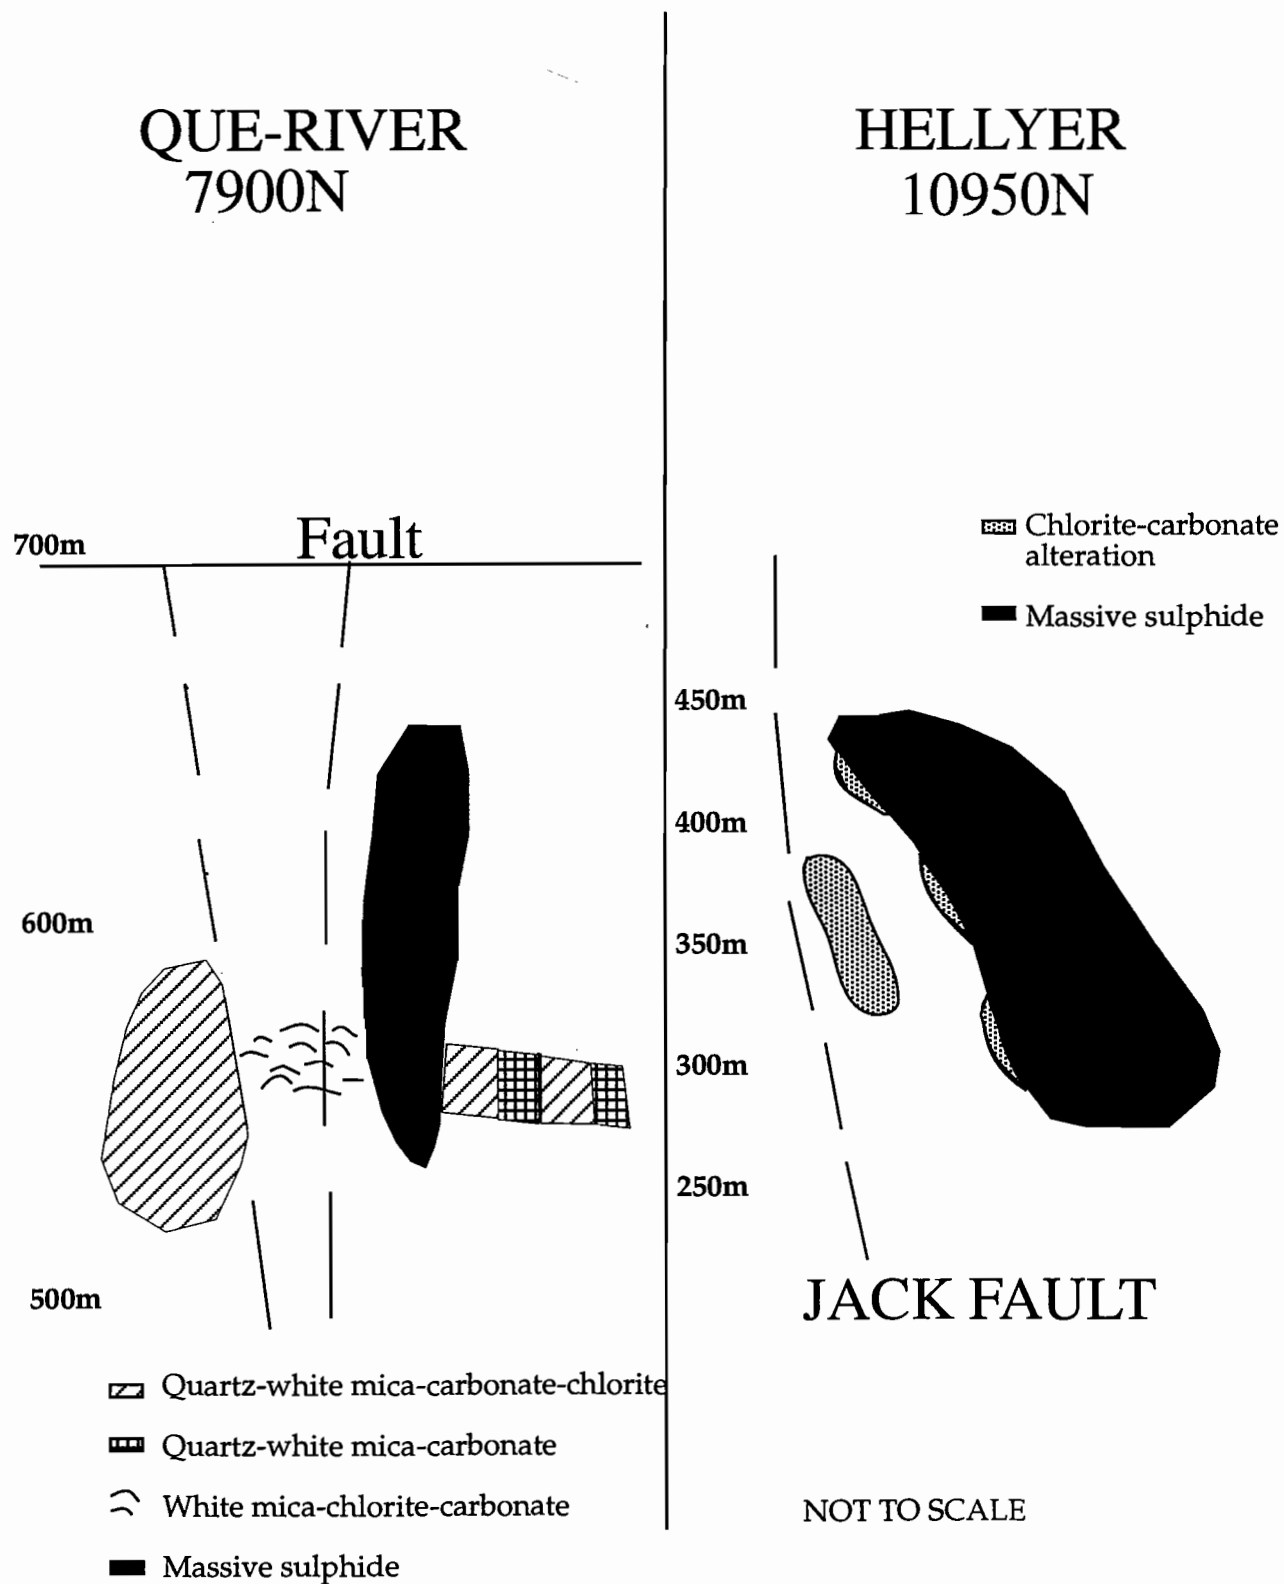 QUE-RIVER
7900N
700m
Fault
600m
500m
Quartz-white mica-carbonate-chlorite
Quartz-white mica-carbonate
White mica-chlorite-carbonate
Massive sulphide
HELLYER
10950N
Chlorite-carbonate
alteration
Massive sulphide
450m
400m
350m
300m
250m
JACK FAULT
NOT TO SCALE